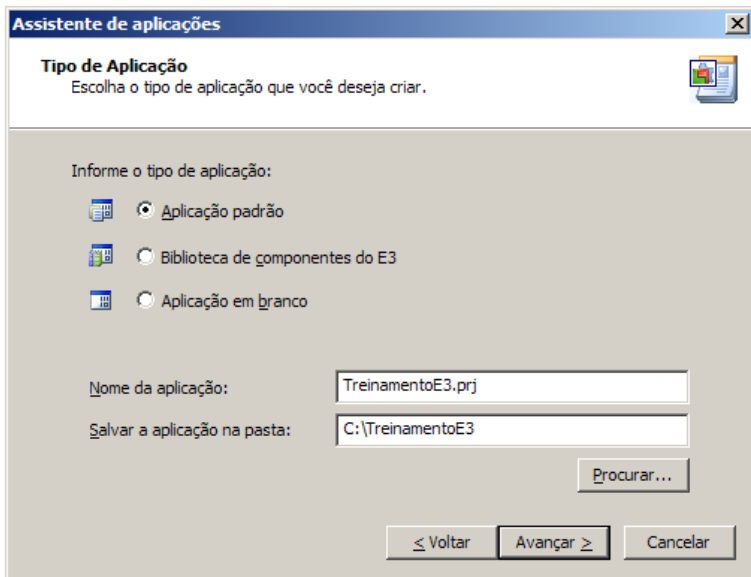 Assistente de aplicações
Tipo de Aplicação
Escolha o tipo de aplicação que você deseja criar.
Informe o tipo de aplicação:
Aplicação padrão
Biblioteca de componentes do E3
Aplicação em branco
Nome da aplicação: TreinamentoE3.prj
Salvar a aplicação na pasta: C:\TreinamentoE3
Procurar...
< Voltar Avançar > Cancelar